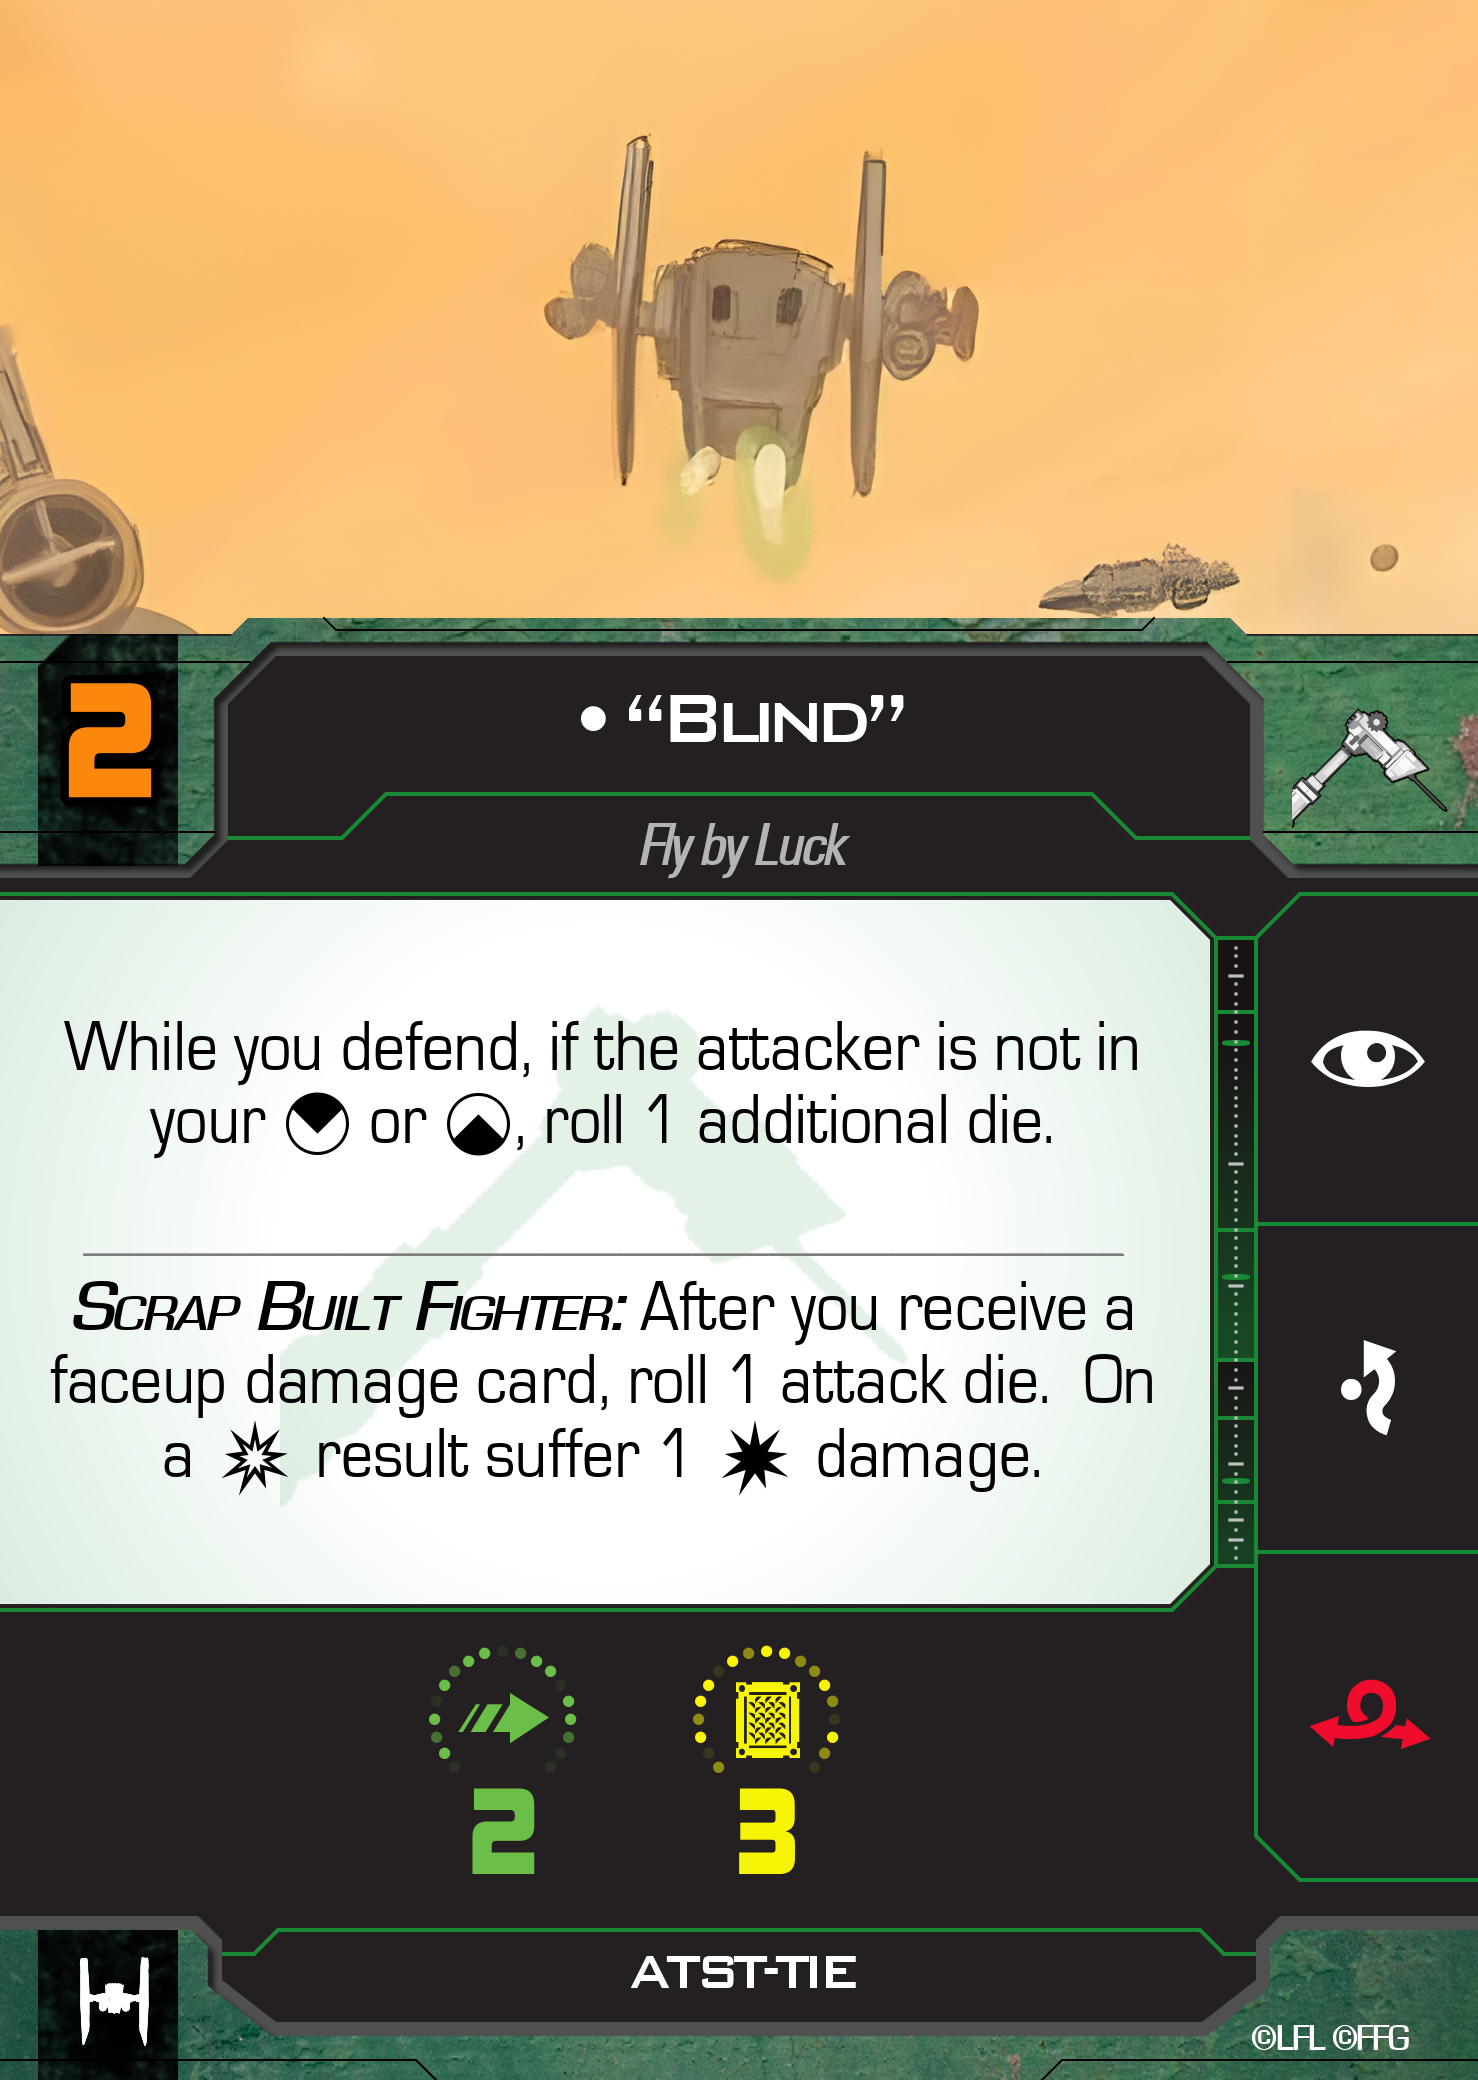 2
• “Blind”
Fly by Luck
While you defend, if the attacker is not in
your or , roll 1 additional die.
Scrap Built Fighter: After you receive a
faceup damage card, roll 1 attack die. On
a result suffer 1 damage.
2 3
ATST-TIE
©LFL ©FFG